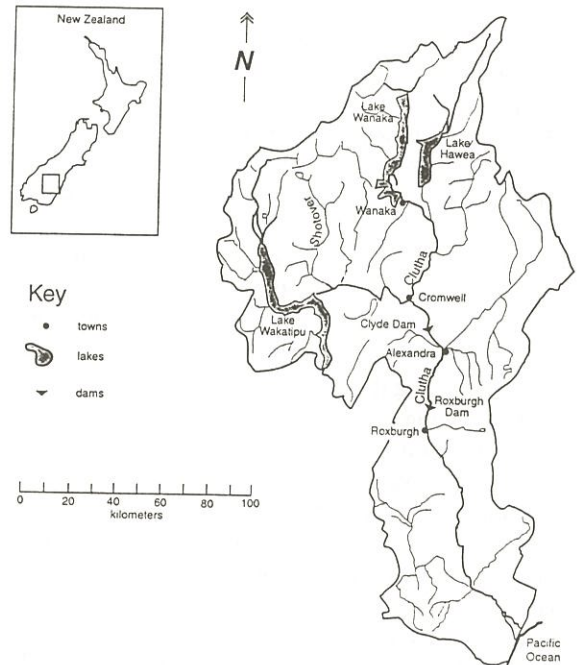 New Zealand
N
Lake
Wanaka
Lake
Hawea
Wanaka
Shotover
Clutha
Key
towns
lakes
dams
Cromwell
Clyde Dam
Lake
Wakatipu
Alexandra
Clutha
Roxburgh
Dam
Roxburgh
0 20 40 60 80 100
kilometers
Pacific
Ocean